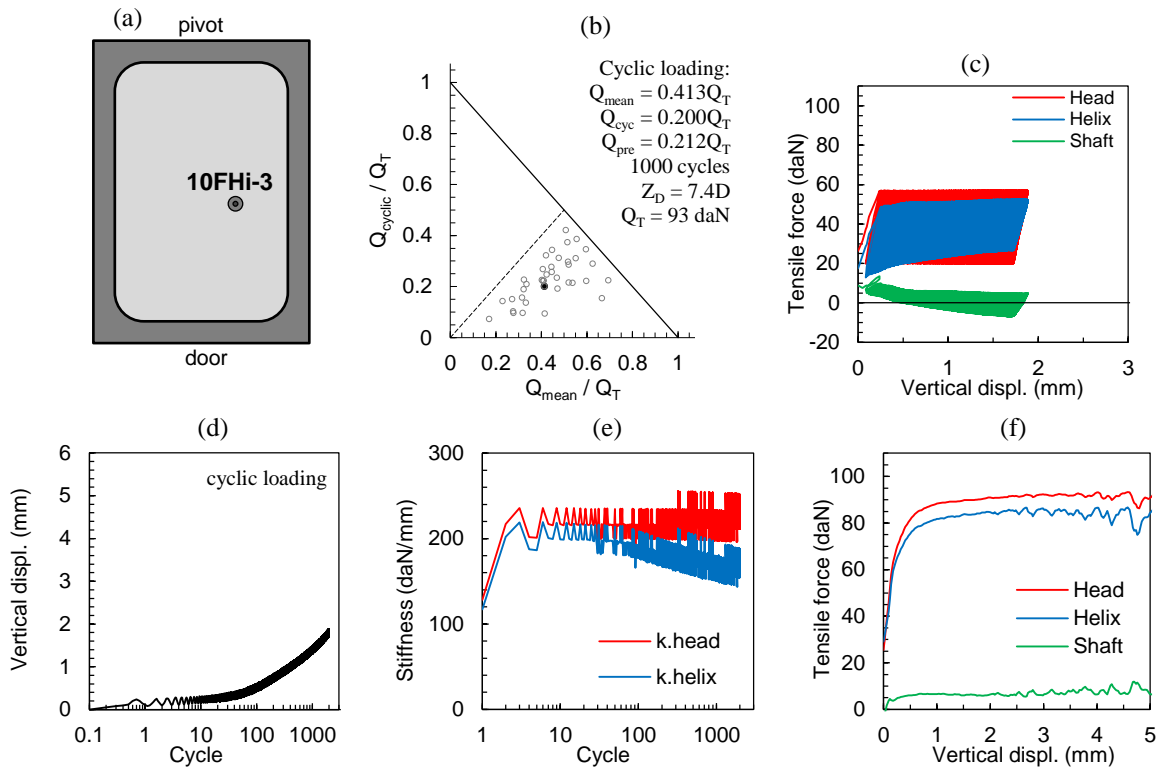 (a)
pivot
10FHi-3
door
(b)
Cyclic loading:
Q_mean = 0.413Q_T
Q_cyc = 0.200Q_T
Q_pre = 0.212Q_T
1000 cycles
Z_D = 7.4D
Q_T = 93 daN
1
0.8
0.6
0.4
0.2
0
0 0.2 0.4 0.6 0.8 1
Q_cyclic / Q_T
Q_mean / Q_T
(c)
Head
Helix
Shaft
100
80
60
40
20
0
-20
0 1 2 3
Tensile force (daN)
Vertical displ. (mm)
(d)
cyclic loading
6
5
4
3
2
1
0
0.1 1 10 100 1000
Vertical displ. (mm)
Cycle
(e)
300
200
100
0
1 10 100 1000
k.head
k.helix
Stiffness (daN/mm)
Cycle
(f)
100
80
60
40
20
0
0 1 2 3 4 5
Head
Helix
Shaft
Tensile force (daN)
Vertical displ. (mm)